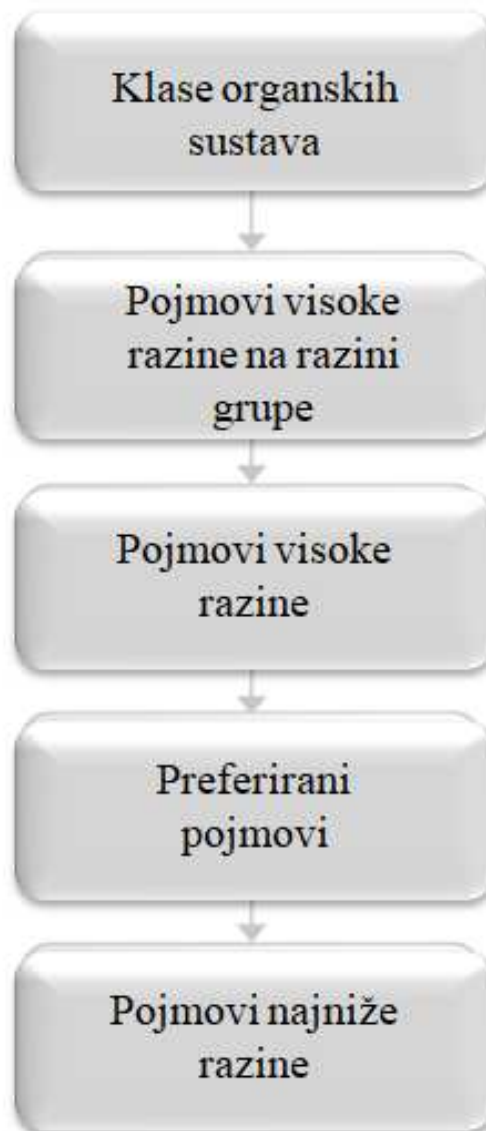 Klase organskih
sustava
Pojmovi visoke
razine na razini
grupe
Pojmovi visoke
razine
Preferirani
pojmovi
Pojmovi najniže
razine